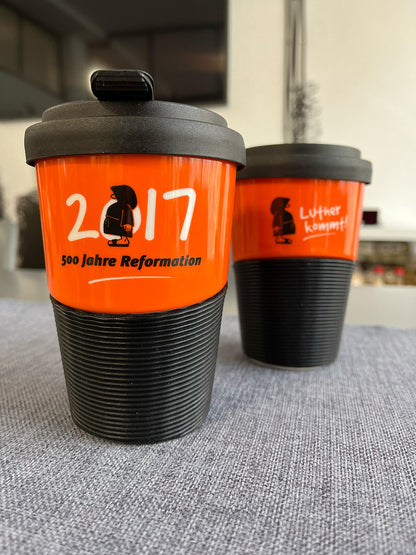 2017
500 Jahre Reformation
Luther
kommt!